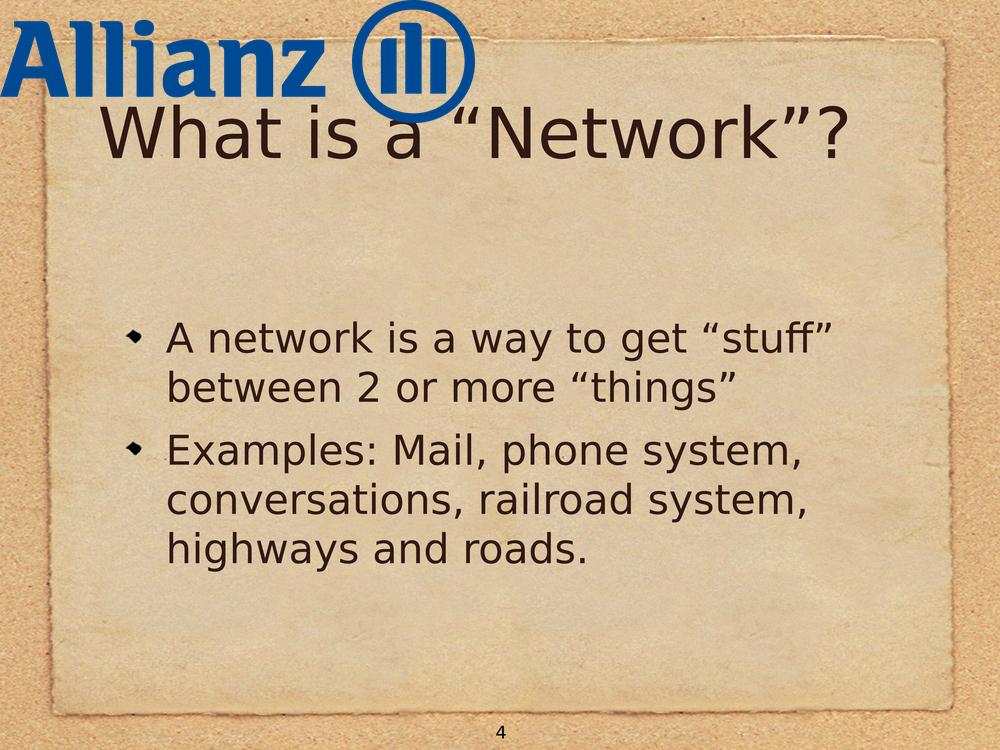 Allianz
What is a “Network”?
A network is a way to get “stuff”
between 2 or more “things”
Examples: Mail, phone system,
conversations, railroad system,
highways and roads.
4